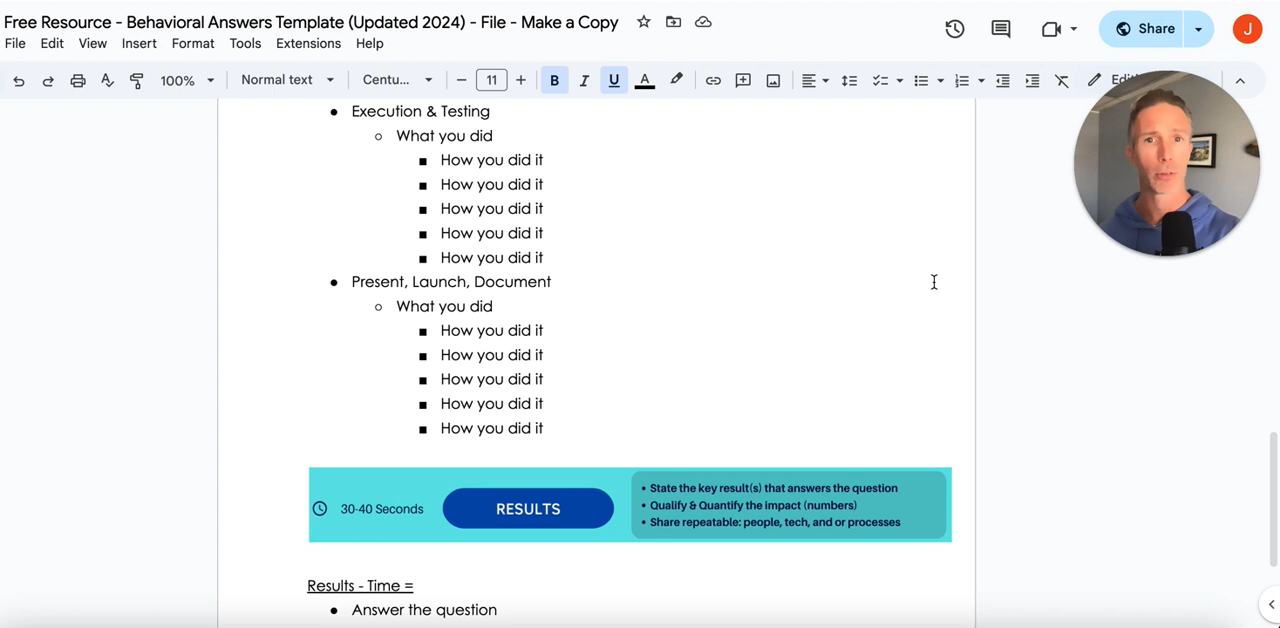 Free Resource - Behavioral Answers Template (Updated 2024) - File - Make a Copy
File Edit View Insert Format Tools Extensions Help
Share
J
100% Normal text Centu... 11 B I U A
Execution & Testing
What you did
How you did it
How you did it
How you did it
How you did it
How you did it
Present, Launch, Document
What you did
How you did it
How you did it
How you did it
How you did it
How you did it
30-40 Seconds
RESULTS
• State the key result(s) that answers the question
• Qualify & Quantify the impact (numbers)
• Share repeatable: people, tech, and or processes
Results - Time =
Answer the question